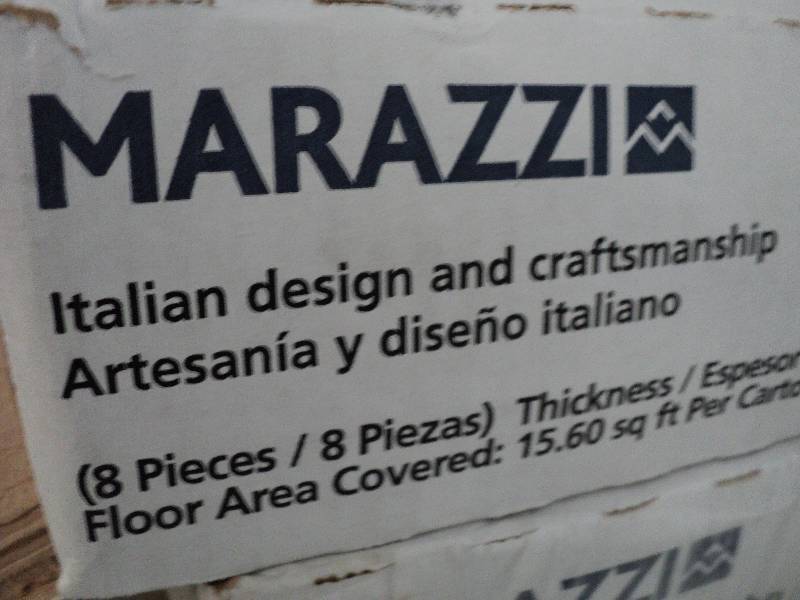 MARAZZI
Italian design and craftsmanship
Artesanía y diseño italiano
(8 Pieces / 8 Piezas) Thickness / Espesor
Floor Area Covered: 15.60 sq ft Per Carto
AZZI